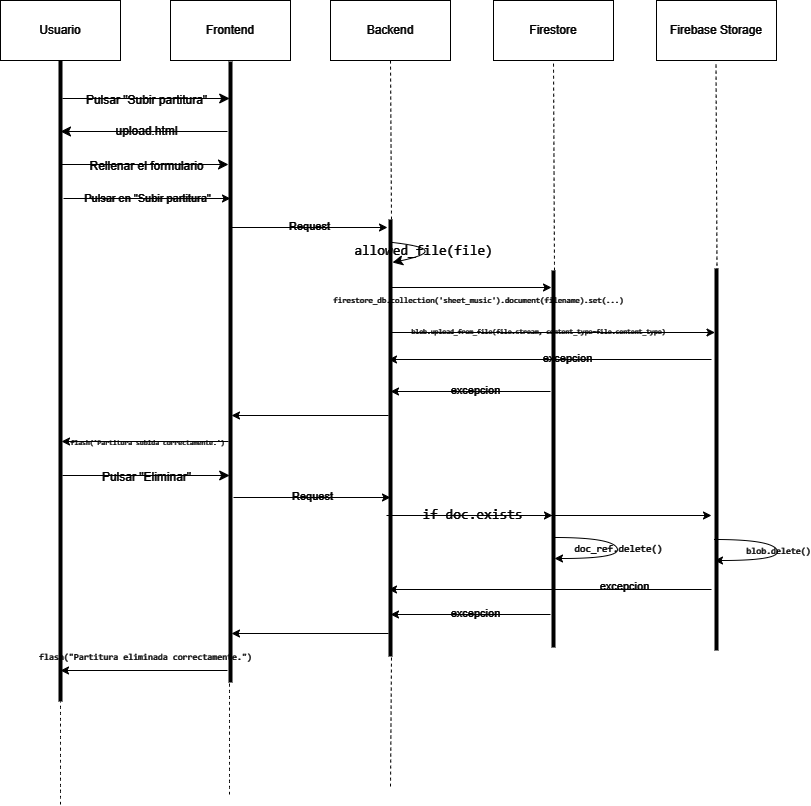 Usuario
Frontend
Backend
Firestore
Firebase Storage
Pulsar "Subir partitura"
upload.html
Rellenar el formulario
Pulsar en "Subir partitura"
Request
allowed_file(file)
firestore_db.collection('sheet_music').document(filename).set(...)
blob.upload_from_file(file.stream, content_type=file.content_type)
excepcion
excepcion
flash('Partitura subida correctamente.')
Pulsar "Eliminar"
Request
if doc.exists
doc_ref.delete()
blob.delete()
excepcion
excepcion
flash("Partitura eliminada correctamente.")